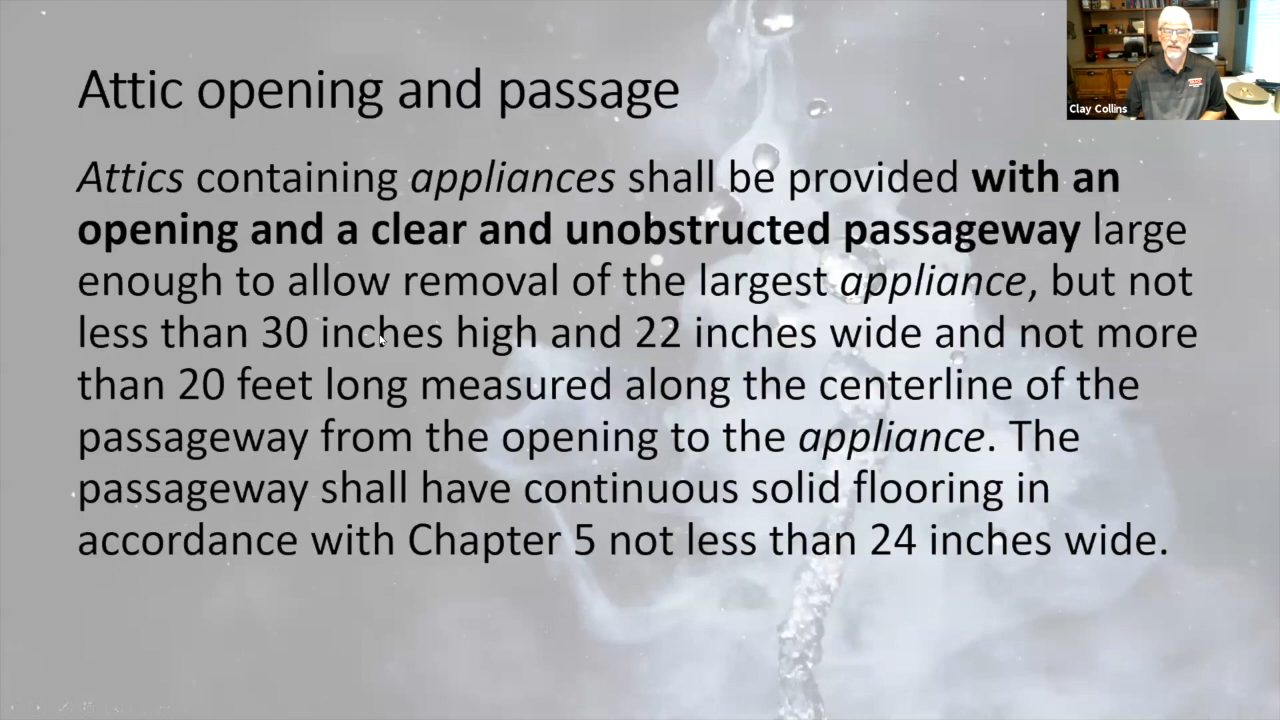 Attic opening and passage
Clay Collins
Attics containing appliances shall be provided with an
opening and a clear and unobstructed passageway large
enough to allow removal of the largest appliance, but not
less than 30 inches high and 22 inches wide and not more
than 20 feet long measured along the centerline of the
passageway from the opening to the appliance. The
passageway shall have continuous solid flooring in
accordance with Chapter 5 not less than 24 inches wide.